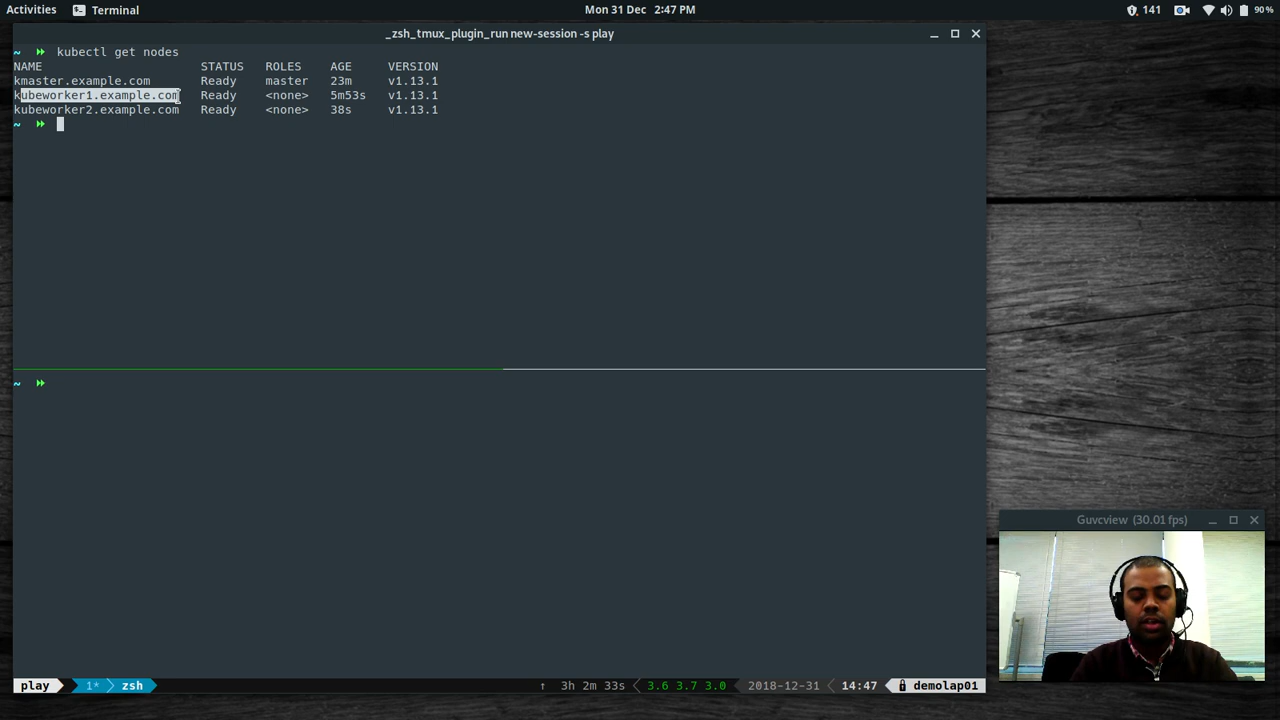 Activities Terminal Mon 31 Dec 2:47 PM 141 90%
_zsh_tmux_plugin_run new-session -s play
~ kubectl get nodes
NAME STATUS ROLES AGE VERSION
kmaster.example.com Ready master 23m v1.13.1
kubeworker1.example.com Ready <none> 5m53s v1.13.1
kubeworker2.example.com Ready <none> 38s v1.13.1
~
~
Guvcview (30.01 fps)
play 1* zsh ↑ 3h 2m 33s 3.6 3.7 3.0 2018-12-31 14:47 demolap01